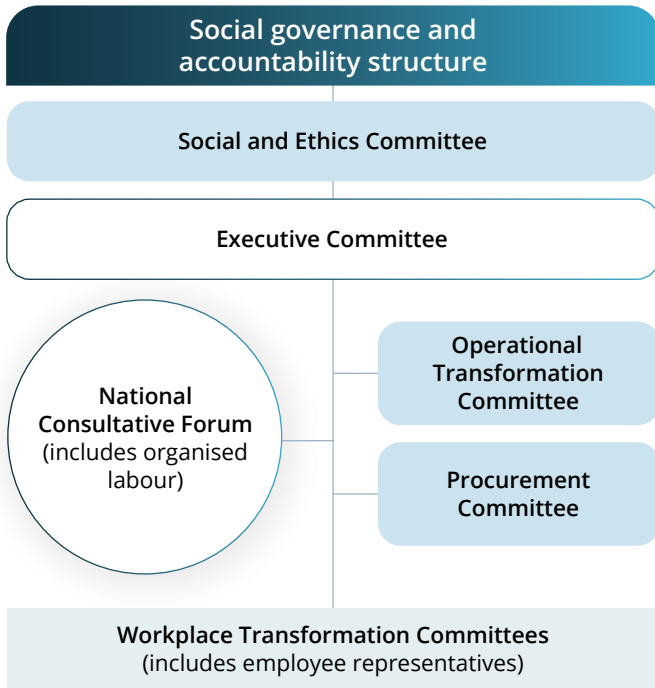 Social governance and
accountability structure
Social and Ethics Committee
Executive Committee
National
Consultative Forum
(includes organised
labour)
Operational
Transformation
Committee
Procurement
Committee
Workplace Transformation Committees
(includes employee representatives)